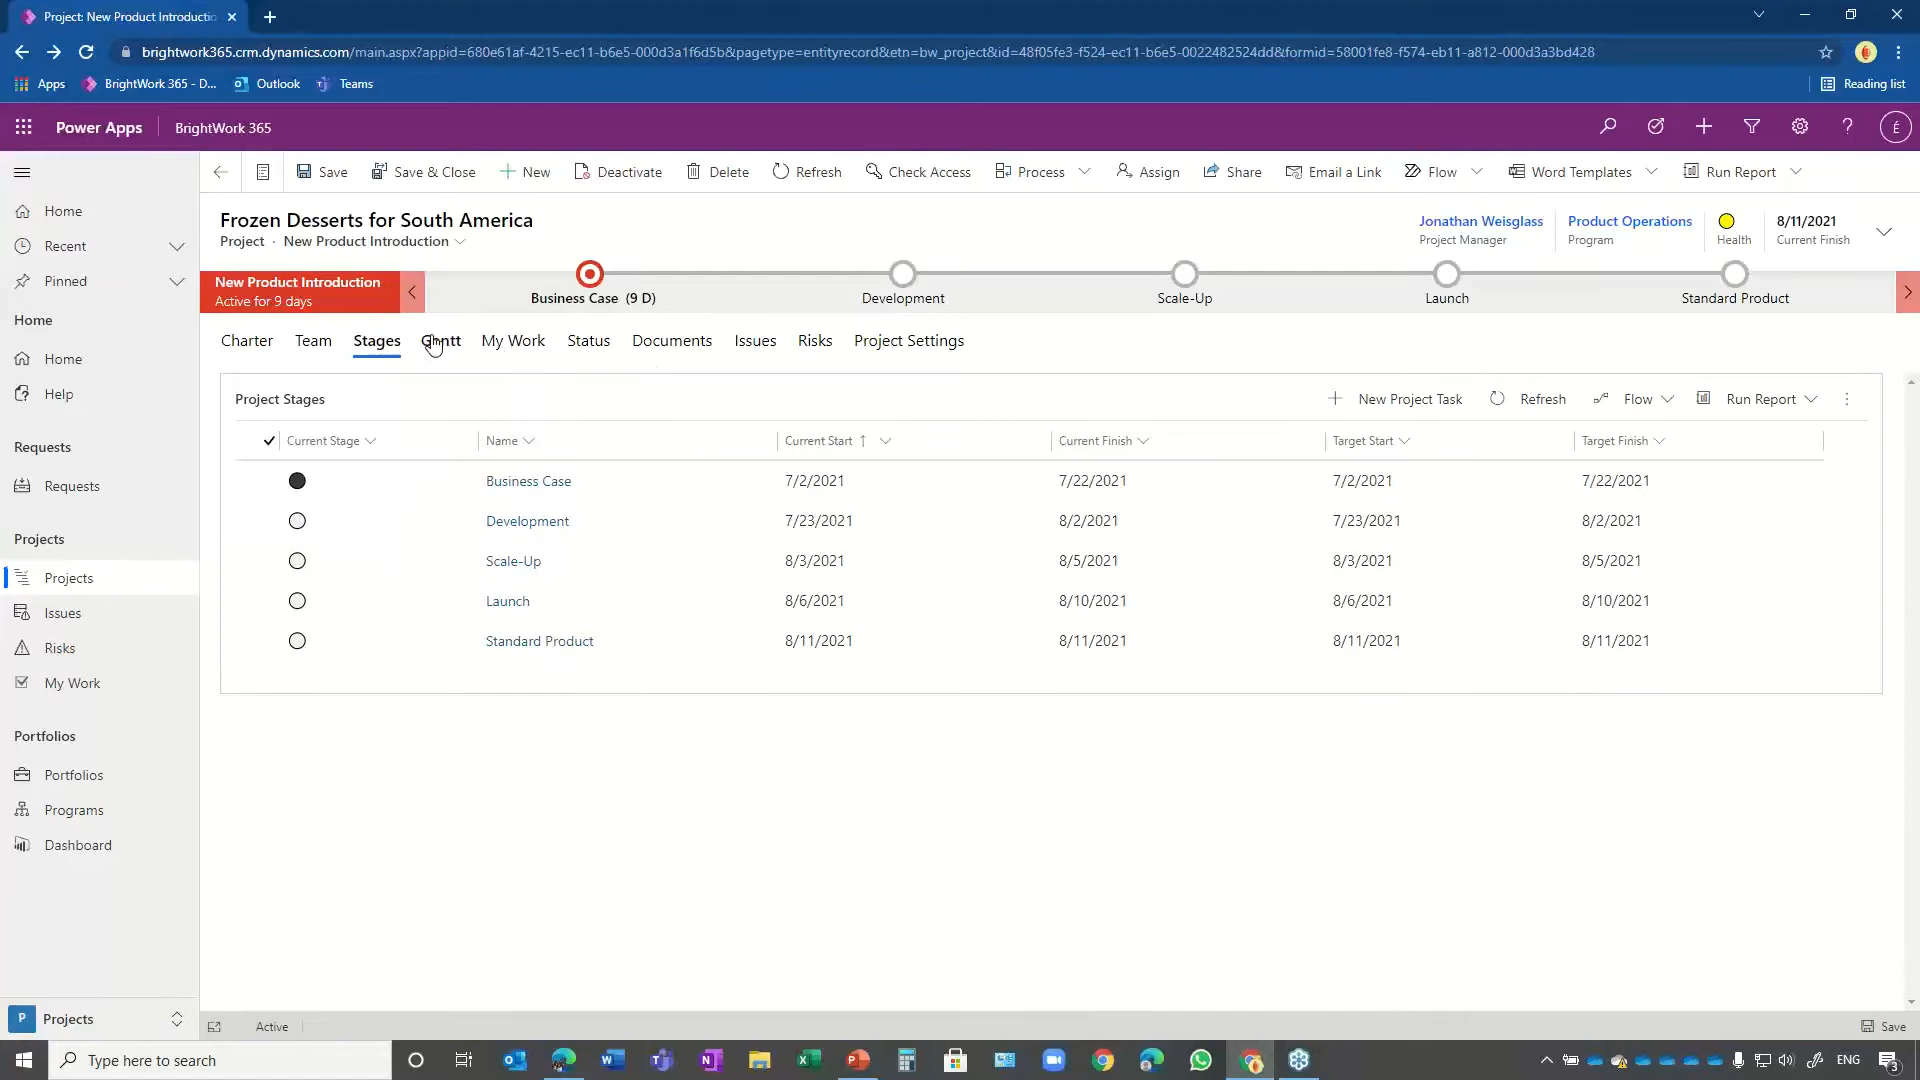 Project: New Product Introductio
brightwork365.crm.dynamics.com/main.aspx?appid=680e61af-4215-ec11-b6e5-000d3a1f6d5b&pagetype=entityrecord&etn=bw_project&id=48f05fe3-f524-ec11-b6e5-0022482524dd&formid=58001fe8-f574-eb11-a812-000d3a3bd428
Apps BrightWork 365 - D... Outlook Teams Reading list
Power Apps BrightWork 365 É
Save Save & Close New Deactivate Delete Refresh Check Access Process Assign Share Email a Link Flow Word Templates Run Report
Home
Recent
Pinned
Home
Home
Help
Requests
Requests
Projects
Projects
Issues
Risks
My Work
Portfolios
Portfolios
Programs
Dashboard
P Projects
Frozen Desserts for South America
Project · New Product Introduction
Jonathan Weisglass Product Operations 8/11/2021
Project Manager Program Health Current Finish
New Product Introduction
Active for 9 days
Business Case (9 D) Development Scale-Up Launch Standard Product
Charter Team Stages Gantt My Work Status Documents Issues Risks Project Settings
Project Stages New Project Task Refresh Flow Run Report
Current Stage Name Current Start Current Finish Target Start Target Finish
Business Case 7/2/2021 7/22/2021 7/2/2021 7/22/2021
Development 7/23/2021 8/2/2021 7/23/2021 8/2/2021
Scale-Up 8/3/2021 8/5/2021 8/3/2021 8/5/2021
Launch 8/6/2021 8/10/2021 8/6/2021 8/10/2021
Standard Product 8/11/2021 8/11/2021 8/11/2021 8/11/2021
Active Save
Type here to search ENG 3